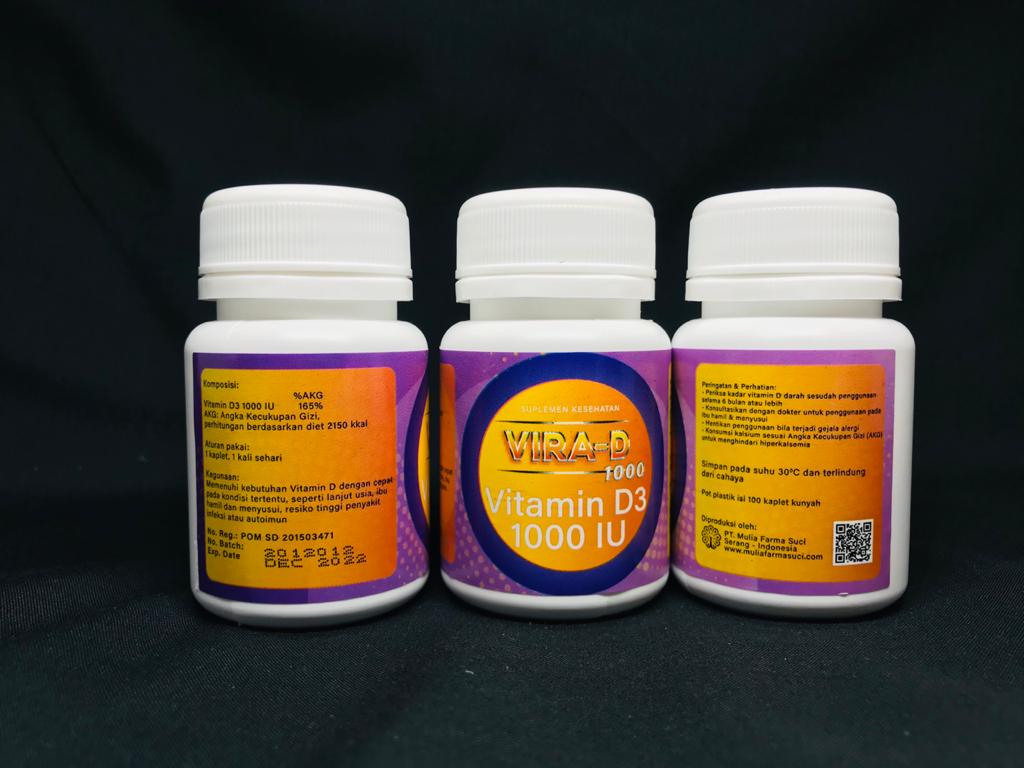 Komposisi:
%AKG
Vitamin D3 1000 IU 165%
AKG: Angka Kecukupan Gizi,
perhitungan berdasarkan diet 2150 kkal
Aturan pakai:
1 kaplet, 1 kali sehari
Kegunaan:
Memenuhi kebutuhan Vitamin D dengan cepat
pada kondisi tertentu, seperti lanjut usia, ibu
hamil dan menyusui, resiko tinggi penyakit
infeksi atau autoimun
No. Reg.: POM SD 201503471
No. Batch: 2012012
Exp. Date DEC 2022
SUPLEMEN KESEHATAN
VIRA-D
1000
Vitamin D3
1000 IU
Peringatan & Perhatian:
- Periksa kadar vitamin D darah sesudah penggunaan
selama 6 bulan atau lebih
- Konsultasikan dengan dokter untuk penggunaan pada
ibu hamil & menyusui
- Hentikan penggunaan bila terjadi gejala alergi
- Konsumsi kalsium sesuai Angka Kecukupan Gizi (AKG)
untuk menghindari hiperkalsemia
Simpan pada suhu 30°C dan terlindung
dari cahaya
Pot plastik isi 100 kaplet kunyah
Diproduksi oleh:
PT. Mulia Farma Suci
Serang - Indonesia
www.muliafarmasuci.com